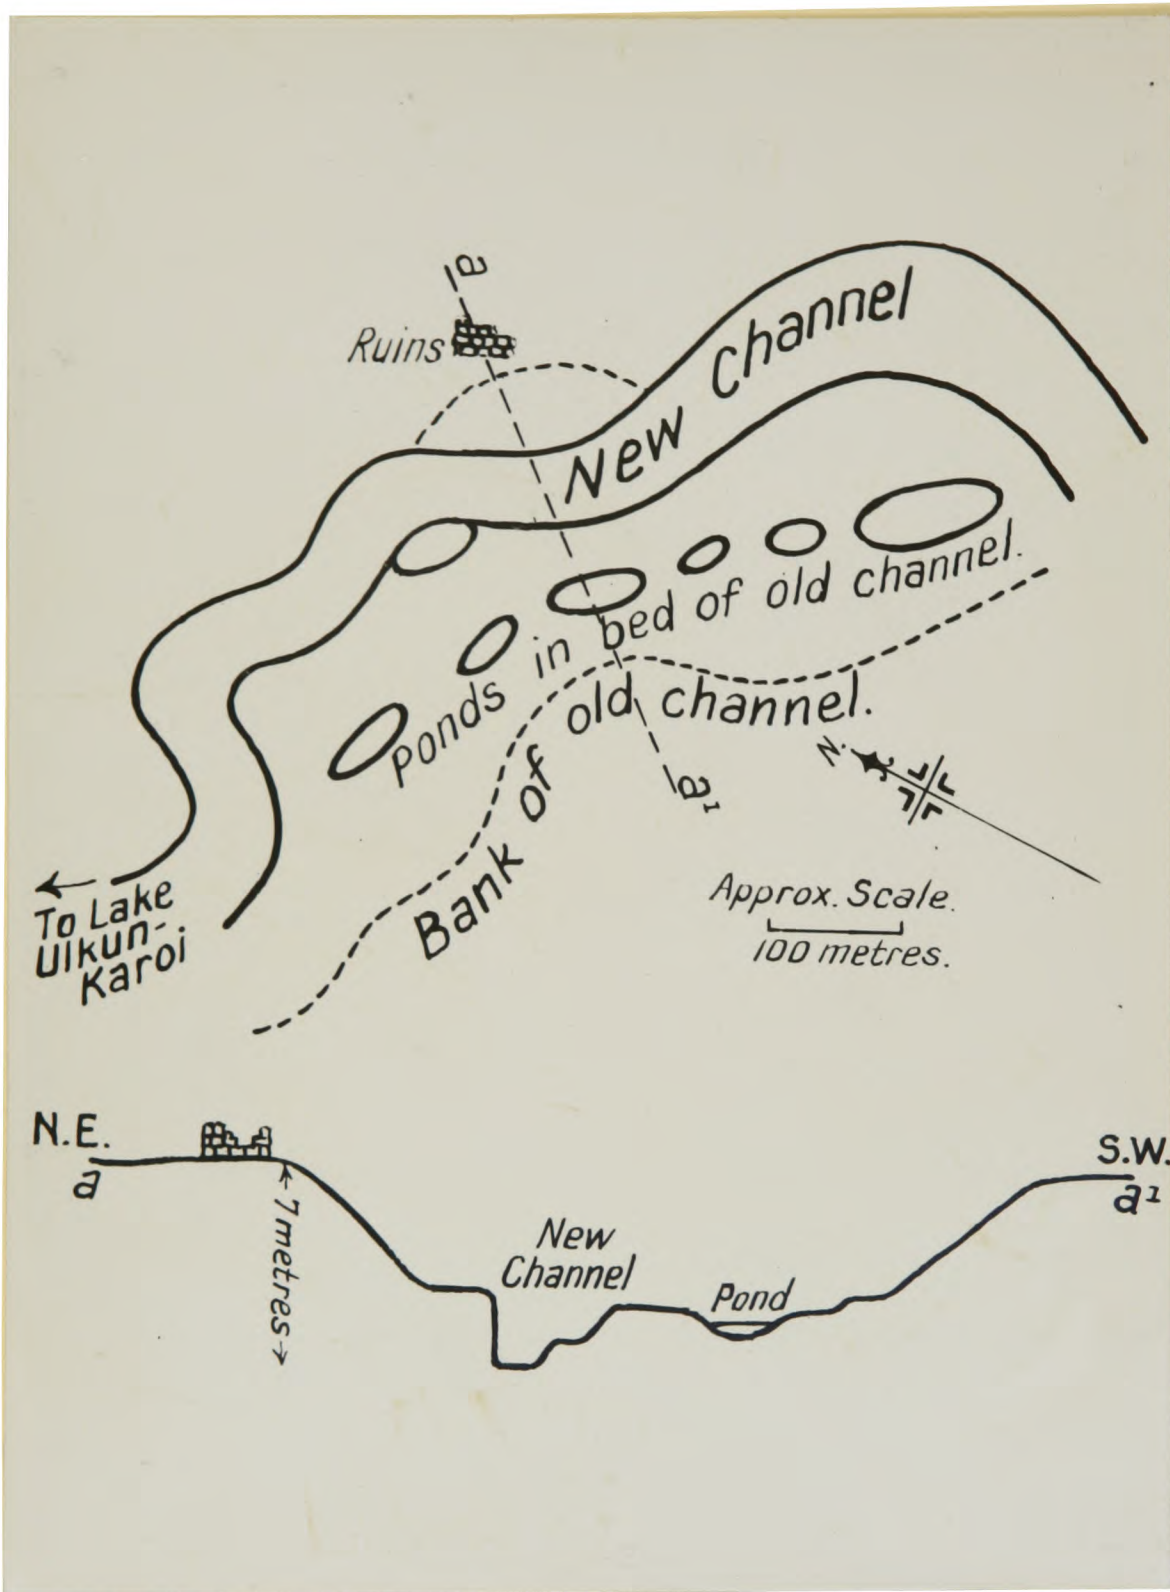 a
Ruins
New Channel
Ponds in bed of old channel.
Bank of old channel.
a¹
N.
Approx. Scale.
100 metres.
To Lake
Ulkun-
Karoi
N.E.
a
S.W.
a¹
7 metres
New
Channel
Pond